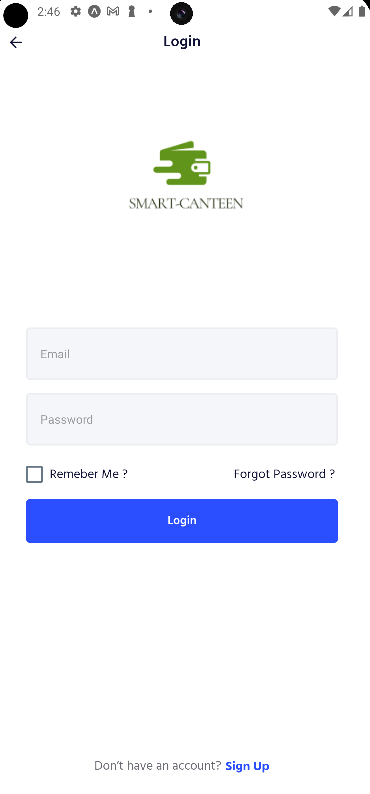 2:46
Login
SMART-CANTEEN
Email
Password
Remeber Me ? Forgot Password ?
Login
Don't have an account? Sign Up